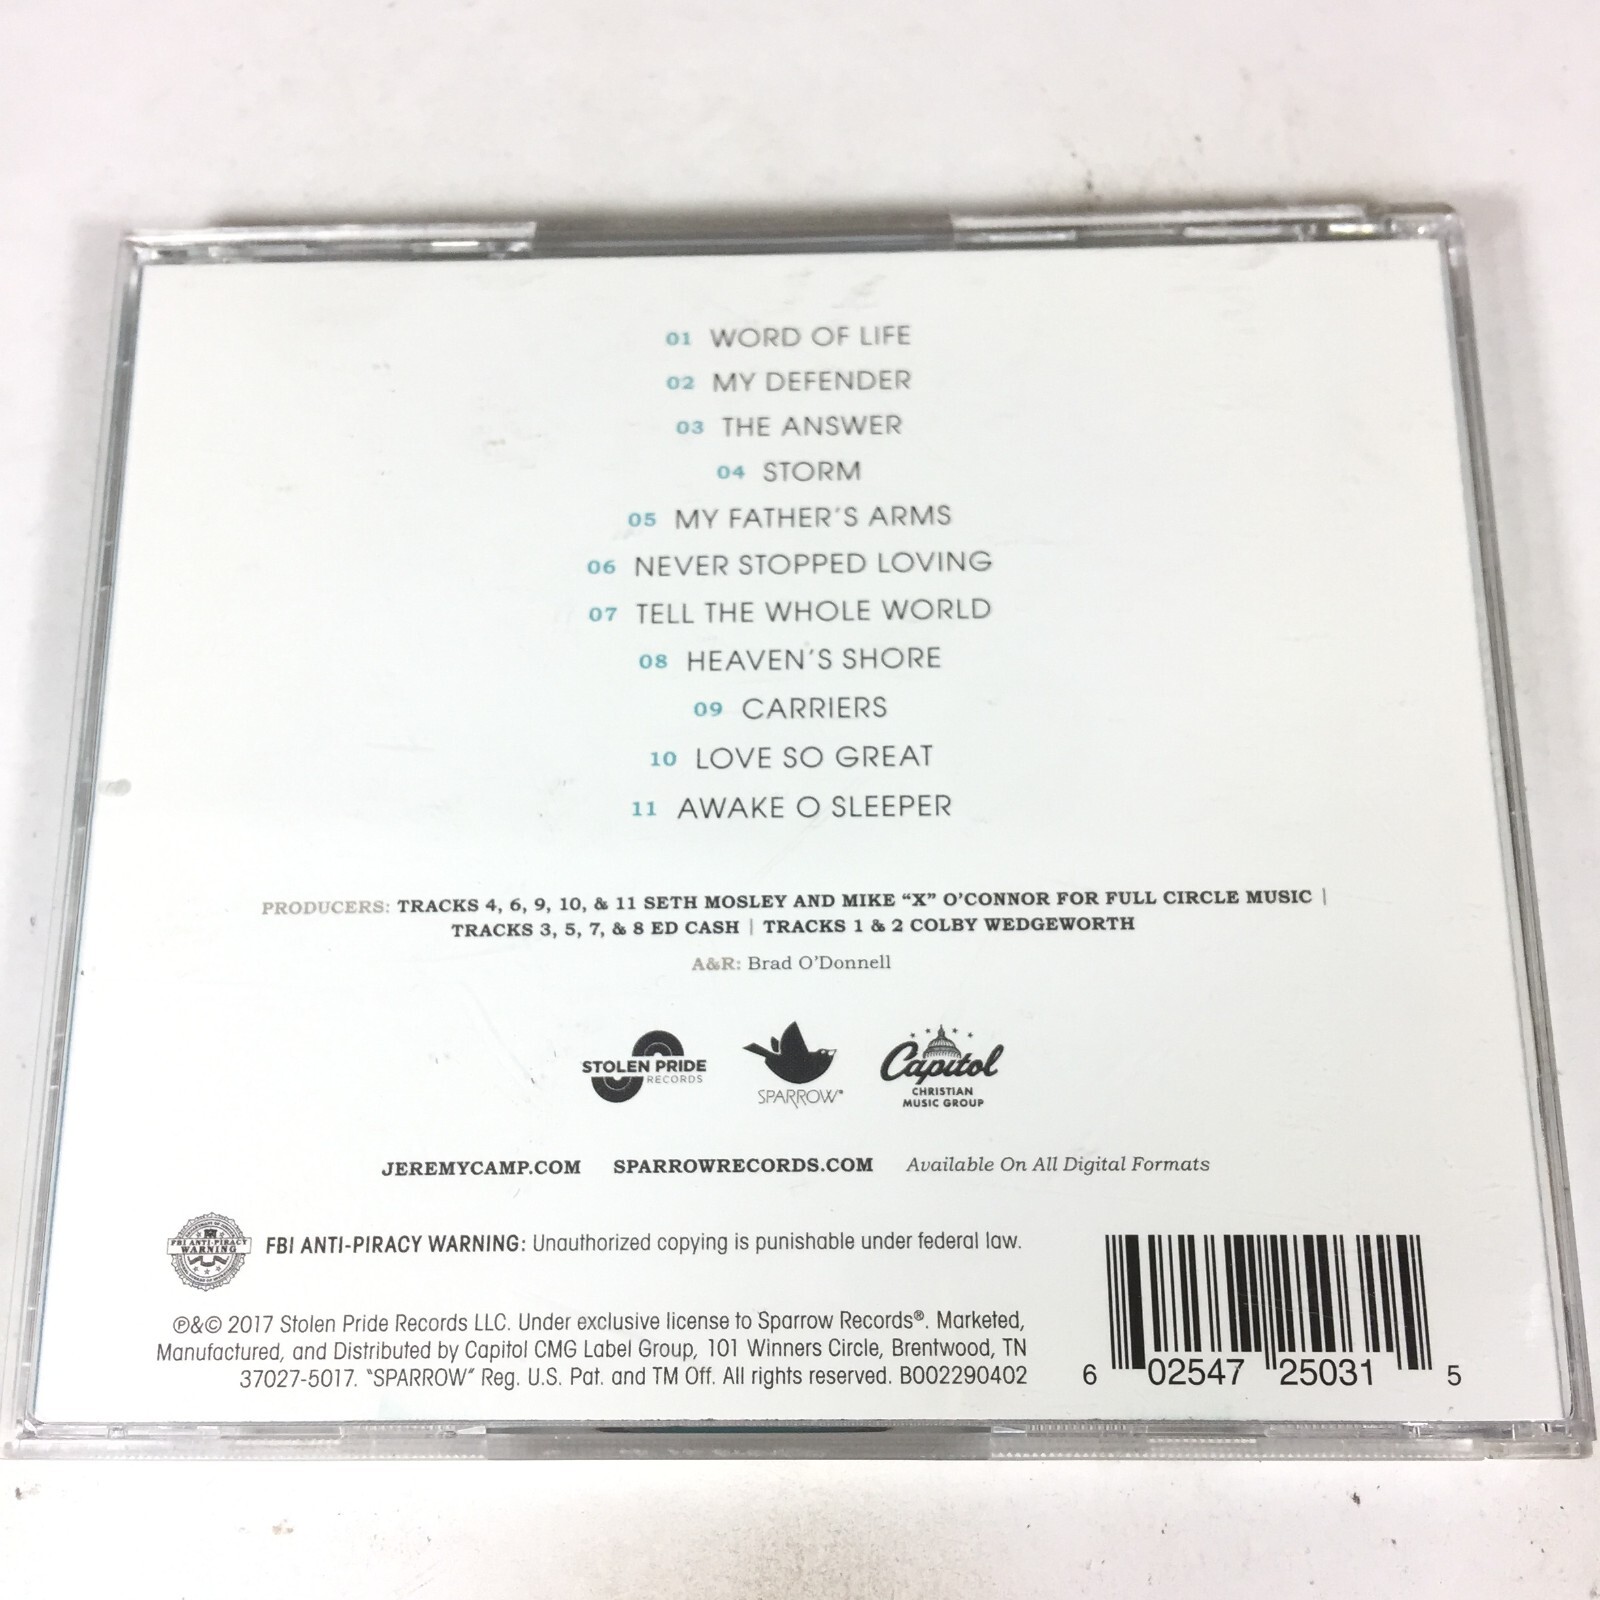 01 WORD OF LIFE
02 MY DEFENDER
03 THE ANSWER
04 STORM
05 MY FATHER'S ARMS
06 NEVER STOPPED LOVING
07 TELL THE WHOLE WORLD
08 HEAVEN'S SHORE
09 CARRIERS
10 LOVE SO GREAT
11 AWAKE O SLEEPER
PRODUCERS: TRACKS 4, 6, 9, 10, & 11 SETH MOSLEY AND MIKE “X” O’CONNOR FOR FULL CIRCLE MUSIC |
TRACKS 3, 5, 7, & 8 ED CASH | TRACKS 1 & 2 COLBY WEDGEWORTH
A&R: Brad O’Donnell
STOLEN PRIDE
RECORDS
SPARROW®
Capitol
CHRISTIAN
MUSIC GROUP
JEREMYCAMP.COM SPARROWRECORDS.COM Available On All Digital Formats
FBI ANTI-PIRACY
WARNING
FBI ANTI-PIRACY WARNING: Unauthorized copying is punishable under federal law.
℗&© 2017 Stolen Pride Records LLC. Under exclusive license to Sparrow Records®. Marketed,
Manufactured, and Distributed by Capitol CMG Label Group, 101 Winners Circle, Brentwood, TN
37027-5017. “SPARROW” Reg. U.S. Pat. and TM Off. All rights reserved. B002290402
6 02547 25031 5